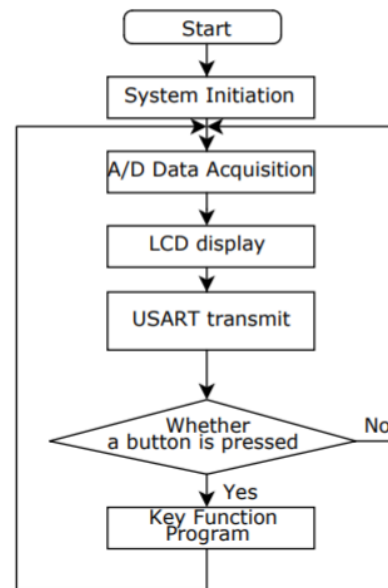 Start
System Initiation
A/D Data Acquisition
LCD display
USART transmit
Whether
a button is pressed
No
Yes
Key Function
Program